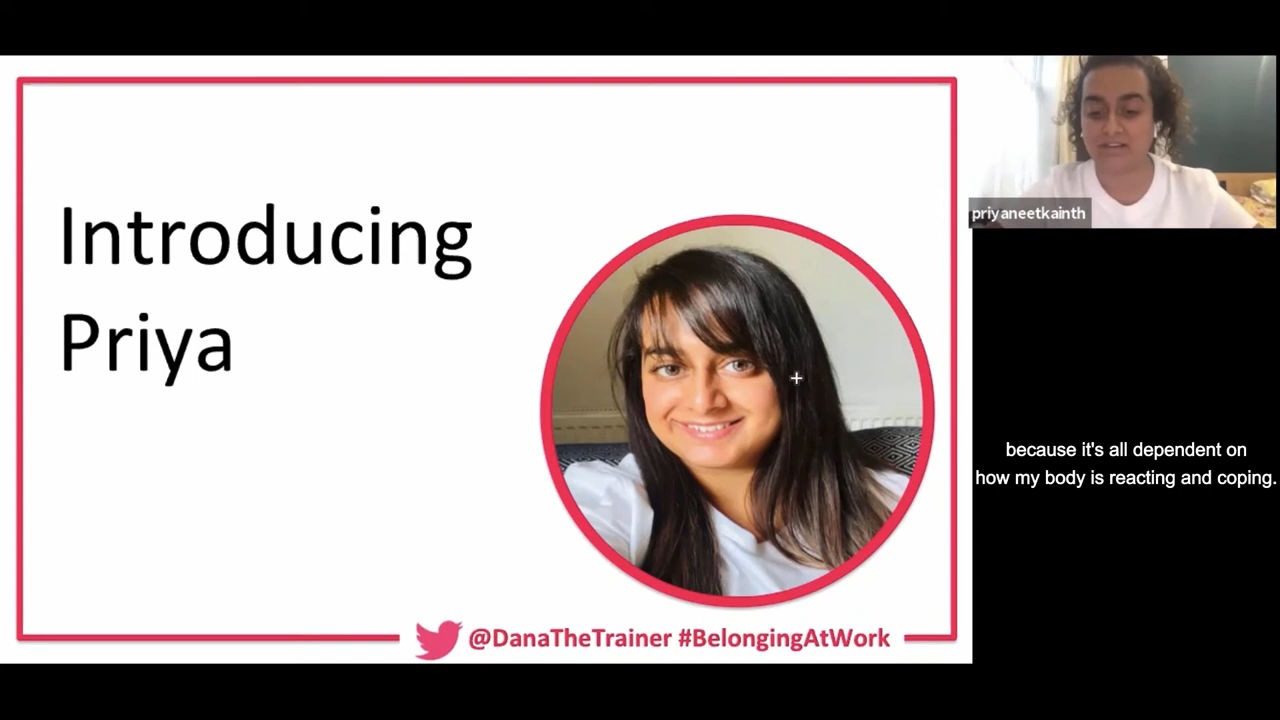 Introducing
Priya
@DanaTheTrainer #BelongingAtWork
priyaneetkainth
because it's all dependent on
how my body is reacting and coping.